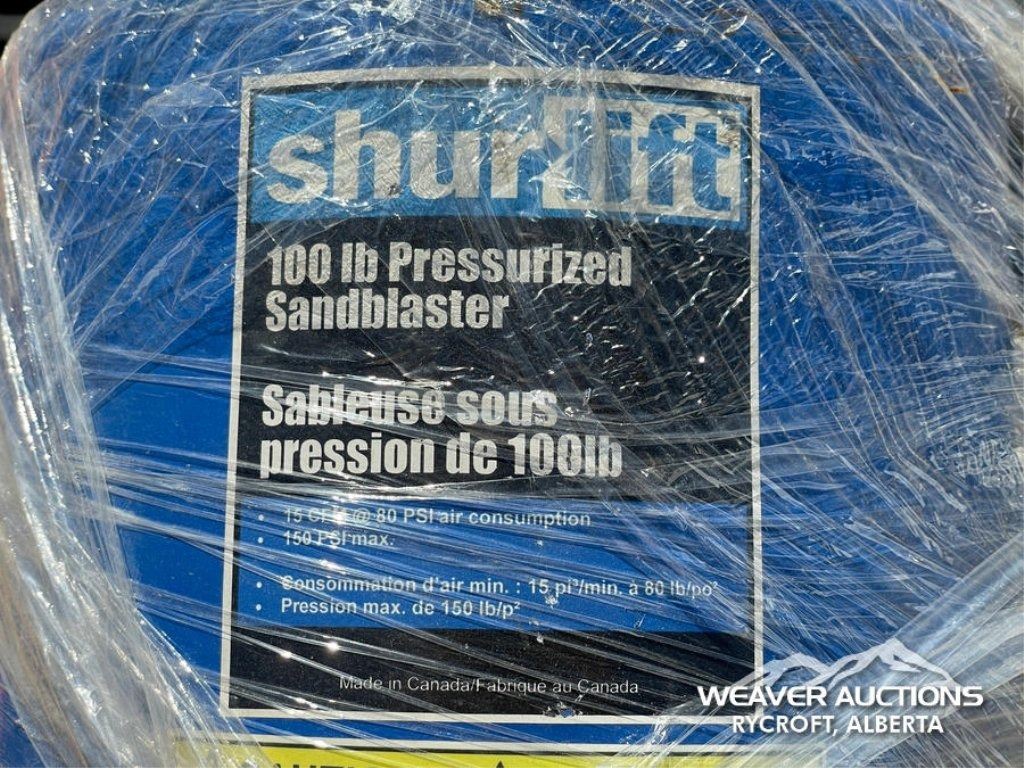 shurlift
100 lb Pressurized
Sandblaster
Sableuse sous
pression de 100lb
• 15 CFM @ 80 PSI air consumption
• 150 PSI max.
• Consommation d'air min. : 15 pi³/min. à 80 lb/po²
• Pression max. de 150 lb/p²
Made in Canada/Fabrique au Canada
WEAVER AUCTIONS
RYCROFT, ALBERTA